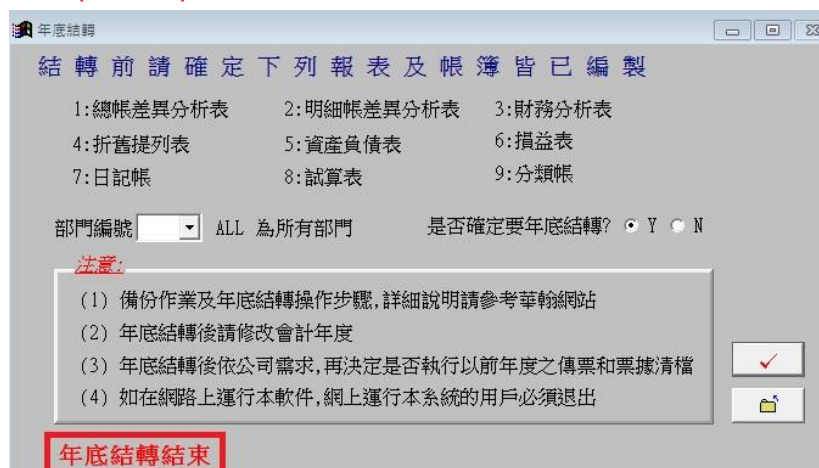 年底結轉
結轉前請確定下列報表及帳簿皆已編製
1:總帳差異分析表 2:明細帳差異分析表 3:財務分析表
4:折舊提列表 5:資產負債表 6:損益表
7:日記帳 8:試算表 9:分類帳
部門編號 ALL 為所有部門 是否確定要年底結轉? Y N
注意:
(1) 備份作業及年底結轉操作步驟,詳細說明請參考華翰網站
(2) 年底結轉後請修改會計年度
(3) 年底結轉後依公司需求,再決定是否執行以前年度之傳票和票據清檔
(4) 如在網路上運行本軟件,網上運行本系統的用戶必須退出
年底結轉結束